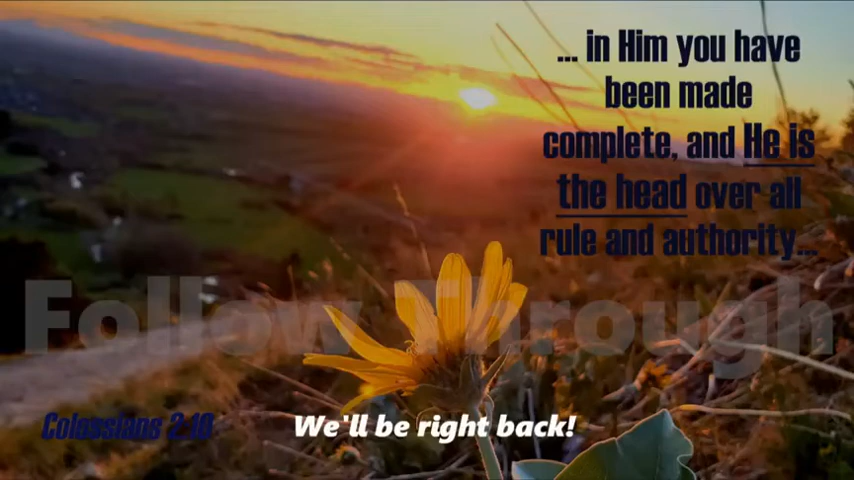 ... in Him you have
been made
complete, and He is
the head over all
rule and authority...
Follow Through
Colossians 2.10
We'll be right back!